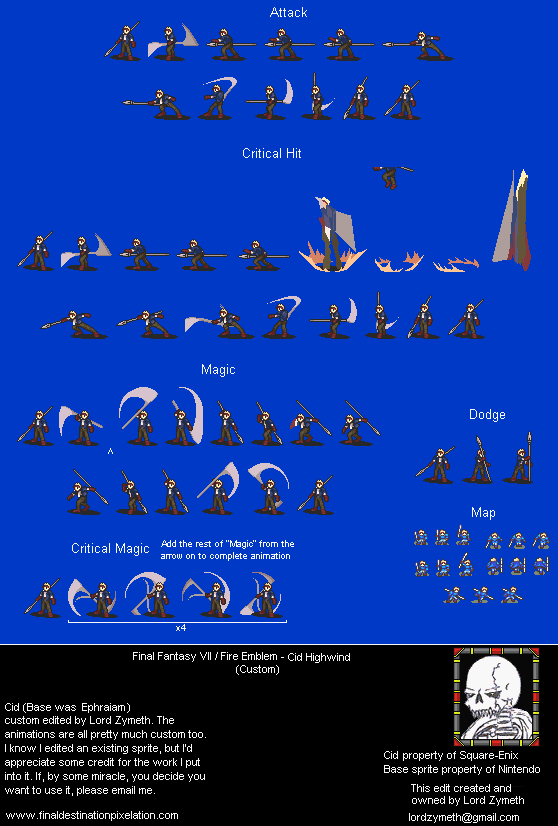 Attack
Critical Hit
Magic
Dodge
^
Map
Critical Magic
Add the rest of "Magic" from the
arrow on to complete animation
x4
Final Fantasy VII / Fire Emblem - Cid Highwind
(Custom)
Cid (Base was Ephraiam)
custom edited by Lord Zymeth. The
animations are all pretty much custom too.
I know I edited an existing sprite, but I'd
appreciate some credit for the work I put
into it. If, by some miracle, you decide you
want to use it, please email me.
www.finaldestinationpixelation.com
Cid property of Square-Enix
Base sprite property of Nintendo
This edit created and
owned by Lord Zymeth
lordzymeth@gmail.com